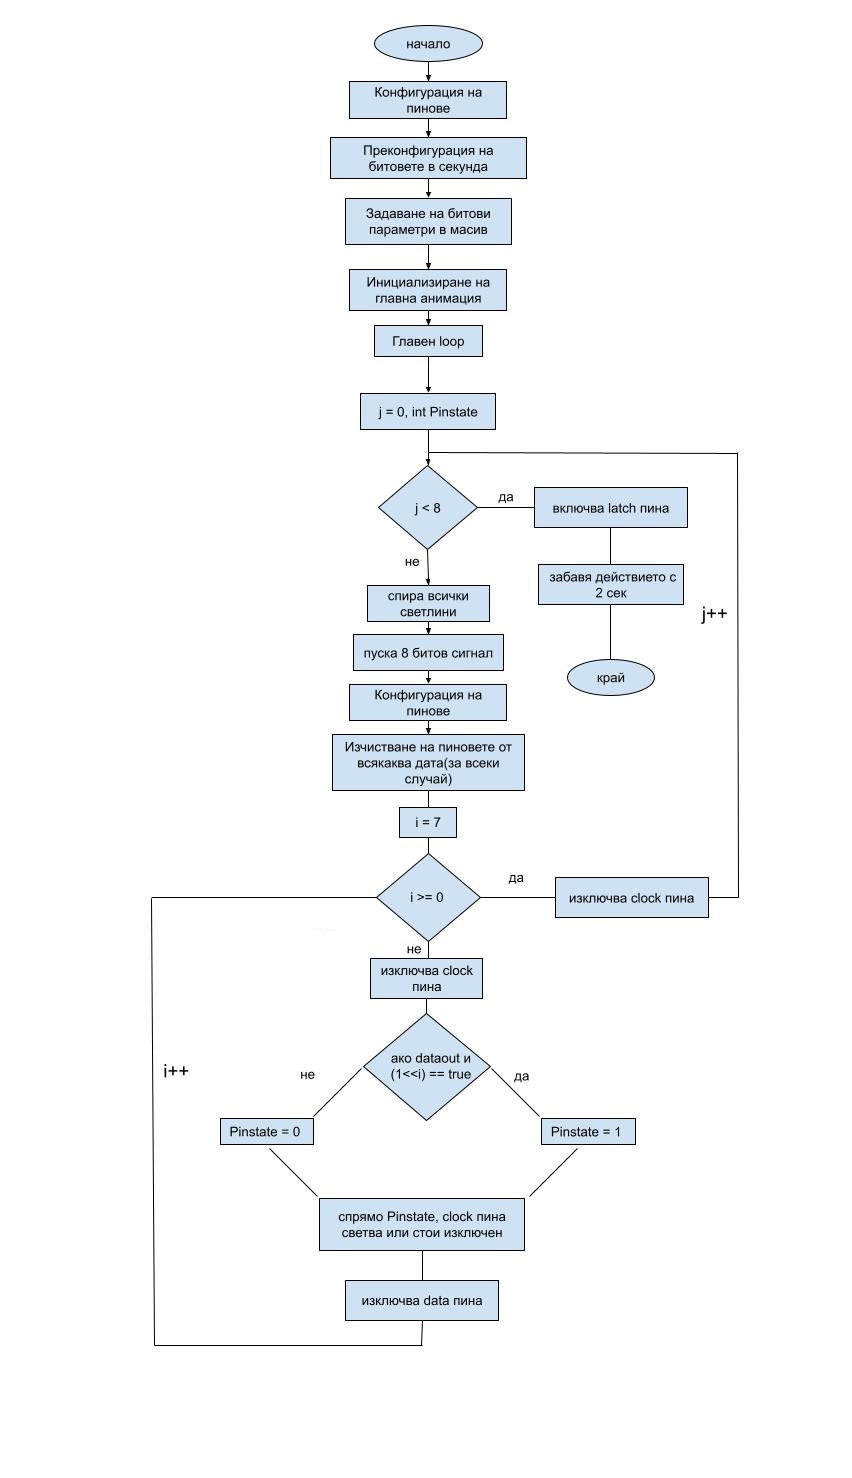 начало
Конфигурация на
пинове
Преконфигурация на
битовете в секунда
Задаване на битови
параметри в масив
Инициализиране на
главна анимация
Главен loop
j = 0, int Pinstate
j < 8
да
включва latch пина
не
забавя действието с
2 сек
спира всички
светлини
j++
пуска 8 битов сигнал
край
Конфигурация на
пинове
Изчистване на пиновете от
всякаква дата(за всеки
случай)
i = 7
i >= 0
да
изключва clock пина
не
изключва clock
пина
ако dataout и
(1<<i) == true
i++
не
да
Pinstate = 0
Pinstate = 1
спрямо Pinstate, clock пина
светва или стои изключен
изключва data пина